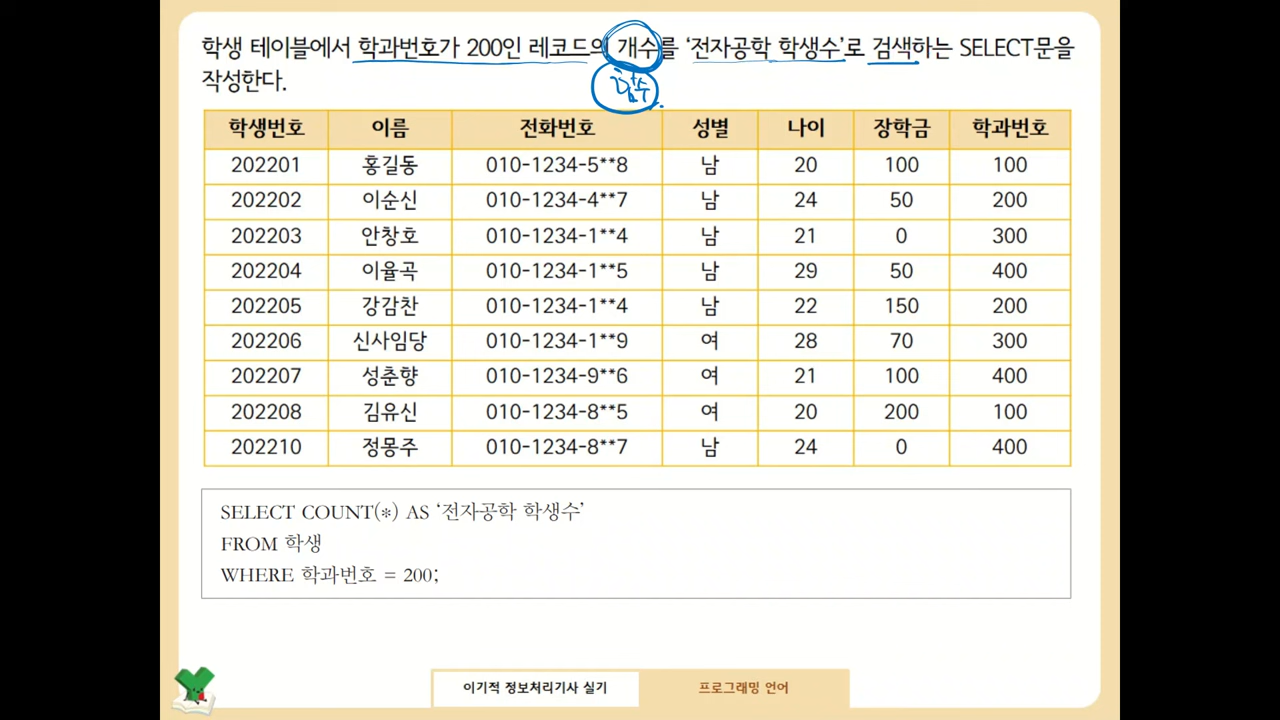 학생 테이블에서 학과번호가 200인 레코드의 개수를 ‘전자공학 학생수’로 검색하는 SELECT문을
작성한다.
함수
학생번호 이름 전화번호 성별 나이 장학금 학과번호
202201 홍길동 010-1234-5**8 남 20 100 100
202202 이순신 010-1234-4**7 남 24 50 200
202203 안창호 010-1234-1**4 남 21 0 300
202204 이율곡 010-1234-1**5 남 29 50 400
202205 강감찬 010-1234-1**4 남 22 150 200
202206 신사임당 010-1234-1**9 여 28 70 300
202207 성춘향 010-1234-9**6 여 21 100 400
202208 김유신 010-1234-8**5 여 20 200 100
202210 정몽주 010-1234-8**7 남 24 0 400
SELECT COUNT(*) AS ‘전자공학 학생수’
FROM 학생
WHERE 학과번호 = 200;
이기적 정보처리기사 실기 프로그래밍 언어